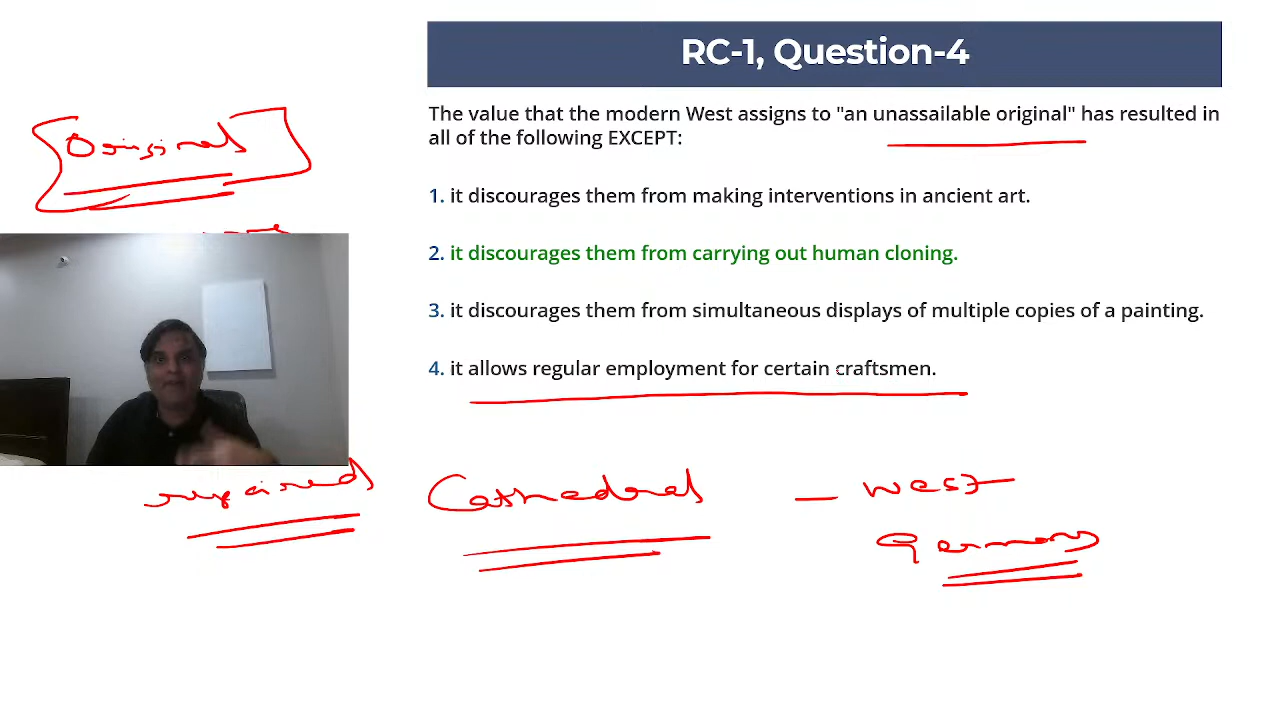 RC-1, Question-4
The value that the modern West assigns to "an unassailable original" has resulted in
all of the following EXCEPT:
Original
1. it discourages them from making interventions in ancient art.
2. it discourages them from carrying out human cloning.
3. it discourages them from simultaneous displays of multiple copies of a painting.
4. it allows regular employment for certain craftsmen.
repaired Cathedral – West
Germany